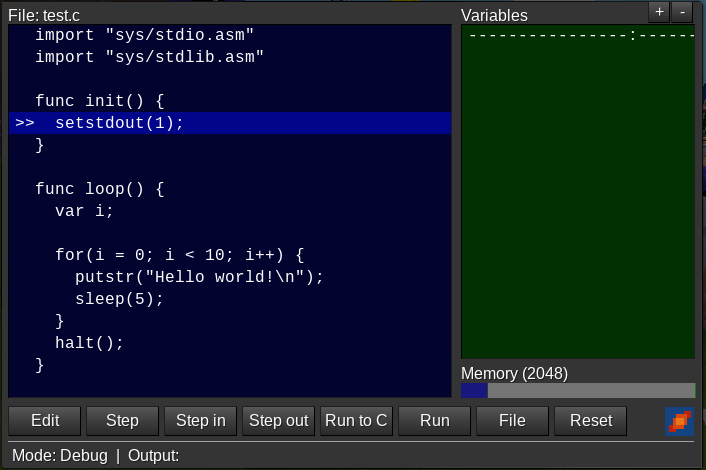 File: test.c
import "sys/stdio.asm"
import "sys/stdlib.asm"
func init() {
>> setstdout(1);
}
func loop() {
var i;
for(i = 0; i < 10; i++) {
putstr("Hello world!\n");
sleep(5);
}
halt();
}
Variables + -
----------------:------
Memory (2048)
Edit Step Step in Step out Run to C Run File Reset
Mode: Debug | Output: